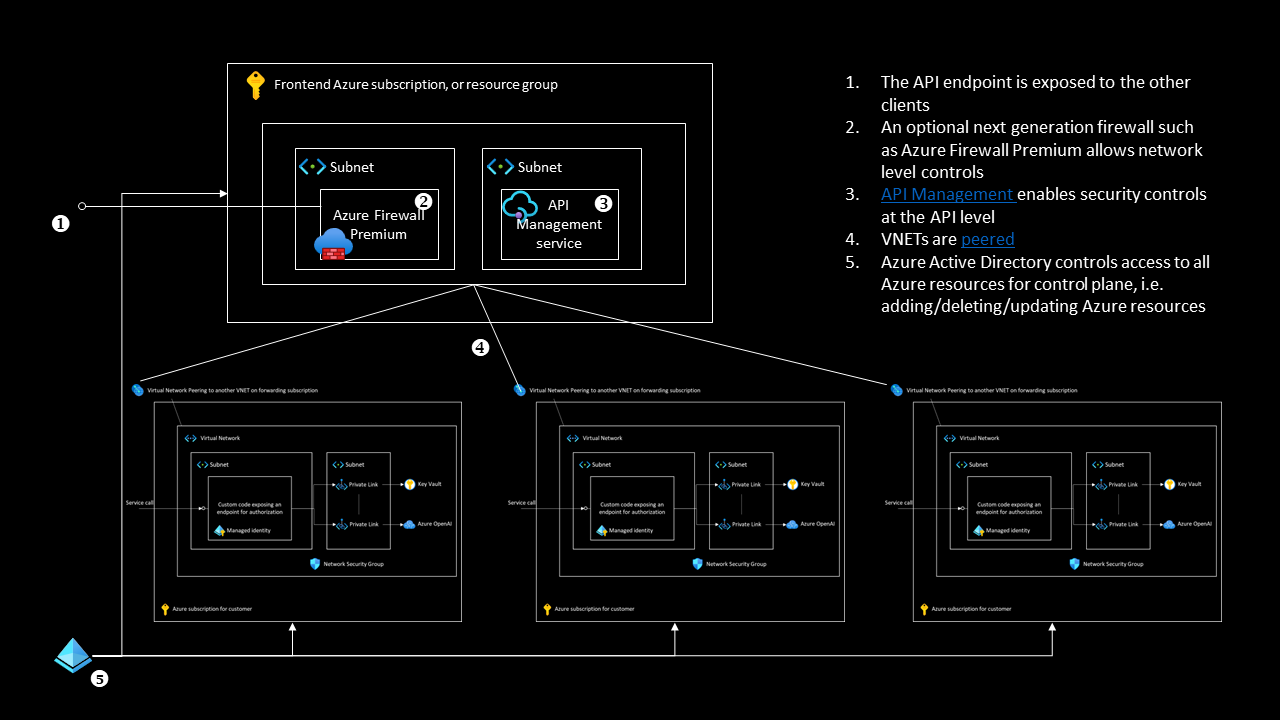 Frontend Azure subscription, or resource group
Subnet
Azure Firewall
Premium
2
Subnet
API
Management
service
3
1
1. The API endpoint is exposed to the other
clients
2. An optional next generation firewall such
as Azure Firewall Premium allows network
level controls
3. API Management enables security controls
at the API level
4. VNETs are peered
5. Azure Active Directory controls access to all
Azure resources for control plane, i.e.
adding/deleting/updating Azure resources
4
Virtual Network Peering to another VNET on forwarding subscription
Virtual Network
Subnet
Custom code exposing an
endpoint for authorization
Managed identity
Subnet
Private Link
Key Vault
Private Link
Azure OpenAI
Service call
Network Security Group
Azure subscription for customer
Virtual Network Peering to another VNET on forwarding subscription
Virtual Network
Subnet
Custom code exposing an
endpoint for authorization
Managed identity
Subnet
Private Link
Key Vault
Private Link
Azure OpenAI
Service call
Network Security Group
Azure subscription for customer
Virtual Network Peering to another VNET on forwarding subscription
Virtual Network
Subnet
Custom code exposing an
endpoint for authorization
Managed identity
Subnet
Private Link
Key Vault
Private Link
Azure OpenAI
Service call
Network Security Group
Azure subscription for customer
5